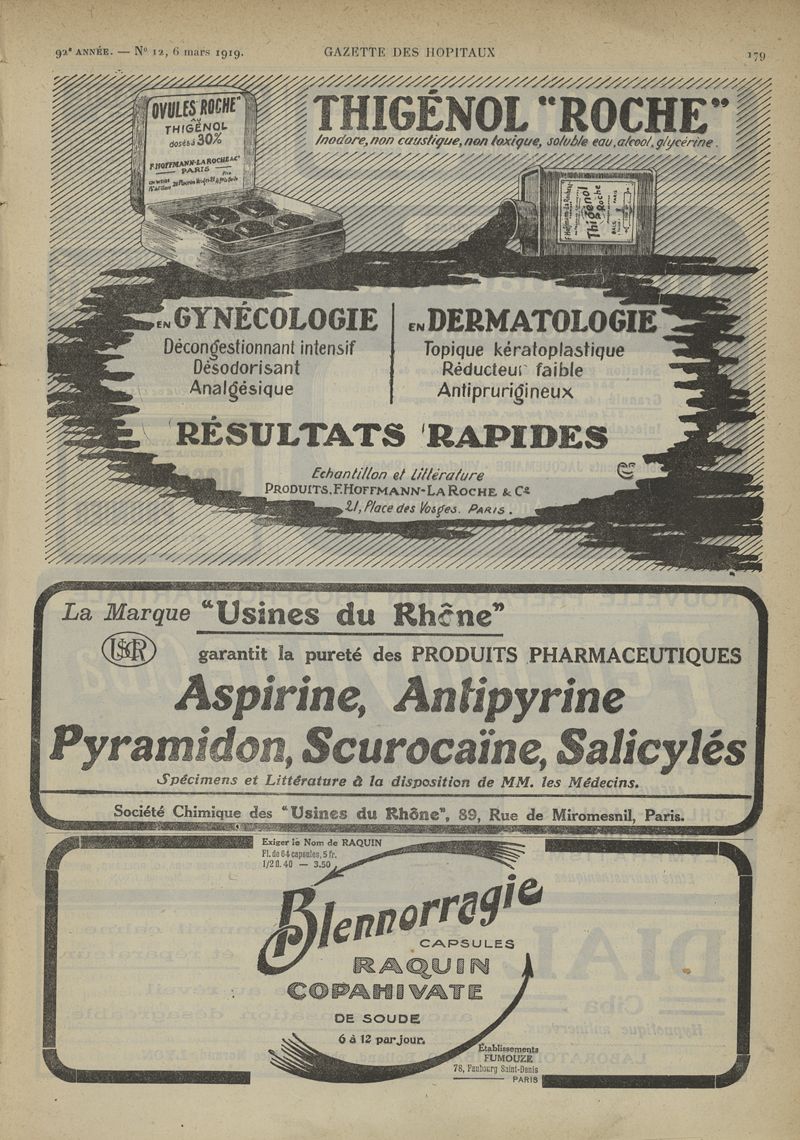 92e ANNÉE. — No 12, 6 mars 1919.
GAZETTE DES HOPITAUX
179
OVULES ROCHE"
AU
THIGÉNOL
dosés à 30%
F. HOFFMANN-LA ROCHE & Co
PARIS
THIGÉNOL "ROCHE"
Inodore, non caustique, non toxique, soluble eau, alcool, glycérine.
Thigénol
Roche
EN GYNÉCOLOGIE
Décongestionnant intensif
Désodorisant
Analgésique
EN DERMATOLOGIE
Topique kératoplastique
Réducteur faible
Antiprurigineux
RÉSULTATS RAPIDES
Echantillon et Littérature
PRODUITS. F. HOFFMANN-LA ROCHE & Co
21, Place des Vosges. PARIS.
La Marque "Usines du Rhône"
garantit la pureté des PRODUITS PHARMACEUTIQUES
Aspirine, Antipyrine
Pyramidon, Scurocaïne, Salicylés
Spécimens et Littérature à la disposition de MM. les Médecins.
Société Chimique des "Usines du Rhône", 89, Rue de Miromesnil, Paris.
Exiger le Nom de RAQUIN
Fl. de 64 capsules, 5 fr.
1/2 fl. 40 — 3.50
Blennorragie
CAPSULES
RAQUIN
COPAHIVATE
DE SOUDE
6 à 12 par Jour.
Établissements
FUMOUZE
78, Faubourg Saint-Denis
PARIS